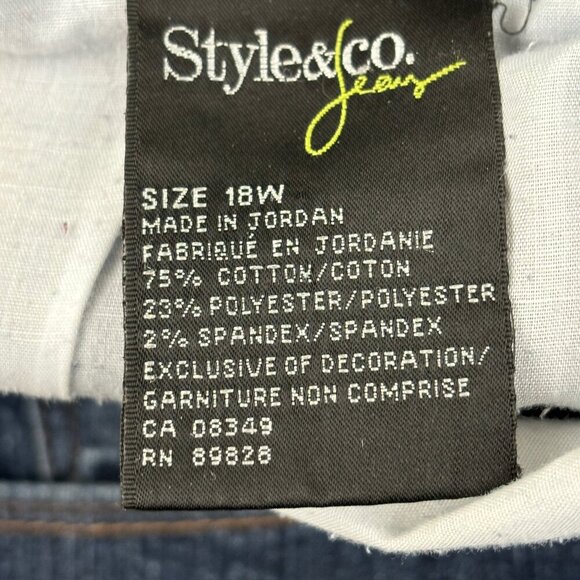 Style&co.
Jeans
SIZE 18W
MADE IN JORDAN
FABRIQUÉ EN JORDANIE
75% COTTON/COTON
23% POLYESTER/POLYESTER
2% SPANDEX/SPANDEX
EXCLUSIVE OF DECORATION/
GARNITURE NON COMPRISE
CA 08349
RN 89828